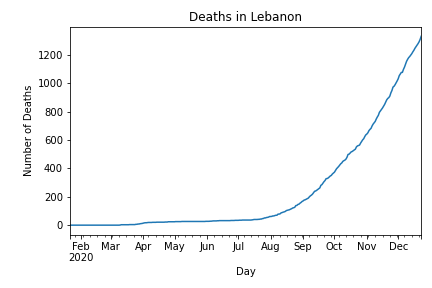 Deaths in Lebanon
Number of Deaths
1200
1000
800
600
400
200
0
Feb Mar Apr May Jun Jul Aug Sep Oct Nov Dec
2020
Day